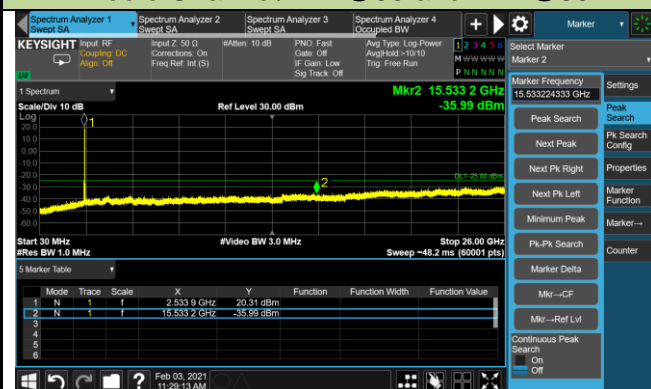 Spectrum Analyzer 1
Swept SA
Spectrum Analyzer 2
Swept SA
Spectrum Analyzer 3
Swept SA
Spectrum Analyzer 4
Occupied BW
+
Marker
KEYSIGHT
Input: RF
Coupling: DC
Align: Off
Input Z: 50 Ω
Corrections: On
Freq Ref: Int (S)
#Atten: 10 dB
PNO: Fast
Gate: Off
IF Gain: Low
Sig Track: Off
Avg Type: Log-Power
Avg|Hold:>10/10
Trig: Free Run
1 2 3 4 5 6
M W W W W W
P N N N N N
LXI
Select Marker
Marker 2
Marker Frequency
15.533224333 GHz
Settings
Peak Search
Next Peak
Next Pk Right
Next Pk Left
Minimum Peak
Pk-Pk Search
Marker Delta
Mkr→CF
Mkr→Ref Lvl
Continuous Peak
Search
On
Off
Peak
Search
Pk Search
Config
Properties
Marker
Function
Marker→
Counter
1 Spectrum
Scale/Div 10 dB
Ref Level 30.00 dBm
Mkr2 15.533 2 GHz
-35.99 dBm
Log
20.0
10.0
0.00
-10.0
-20.0
-30.0
-40.0
-50.0
-60.0
1
2
DL1 -25.00 dBm
Start 30 MHz
#Res BW 1.0 MHz
#Video BW 3.0 MHz
Stop 26.00 GHz
Sweep ~48.2 ms (60001 pts)
5 Marker Table
Mode Trace Scale X Y Function Function Width Function Value
1 N 1 f 2.533 9 GHz 20.31 dBm
2 N 1 f 15.533 2 GHz -35.99 dBm
3
4
5
6
?
Feb 03, 2021
11:29:13 AM